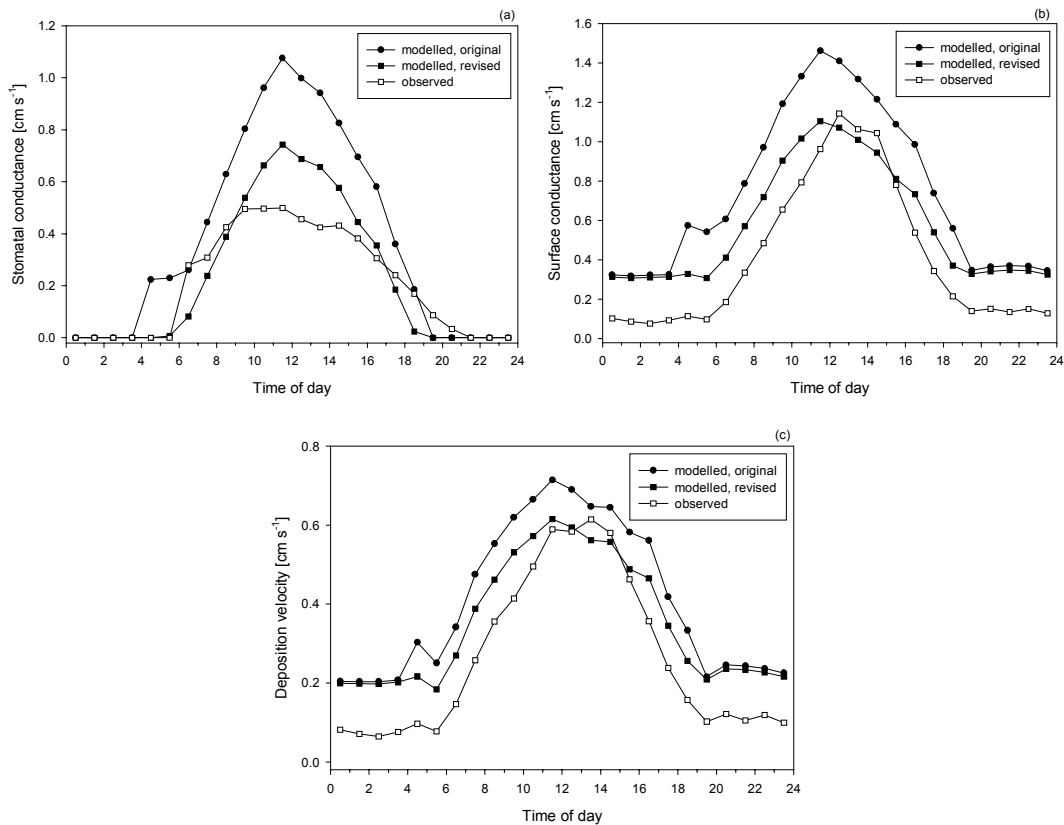 (a)
modelled, original
modelled, revised
observed
Stomatal conductance [cm s-1]
1.2
1.0
0.8
0.6
0.4
0.2
0.0
0 2 4 6 8 10 12 14 16 18 20 22 24
Time of day
(b)
modelled, original
modelled, revised
observed
Surface conductance [cm s-1]
1.6
1.4
1.2
1.0
0.8
0.6
0.4
0.2
0.0
0 2 4 6 8 10 12 14 16 18 20 22 24
Time of day
(c)
modelled, original
modelled, revised
observed
Deposition velocity [cm s-1]
0.8
0.6
0.4
0.2
0.0
0 2 4 6 8 10 12 14 16 18 20 22 24
Time of day